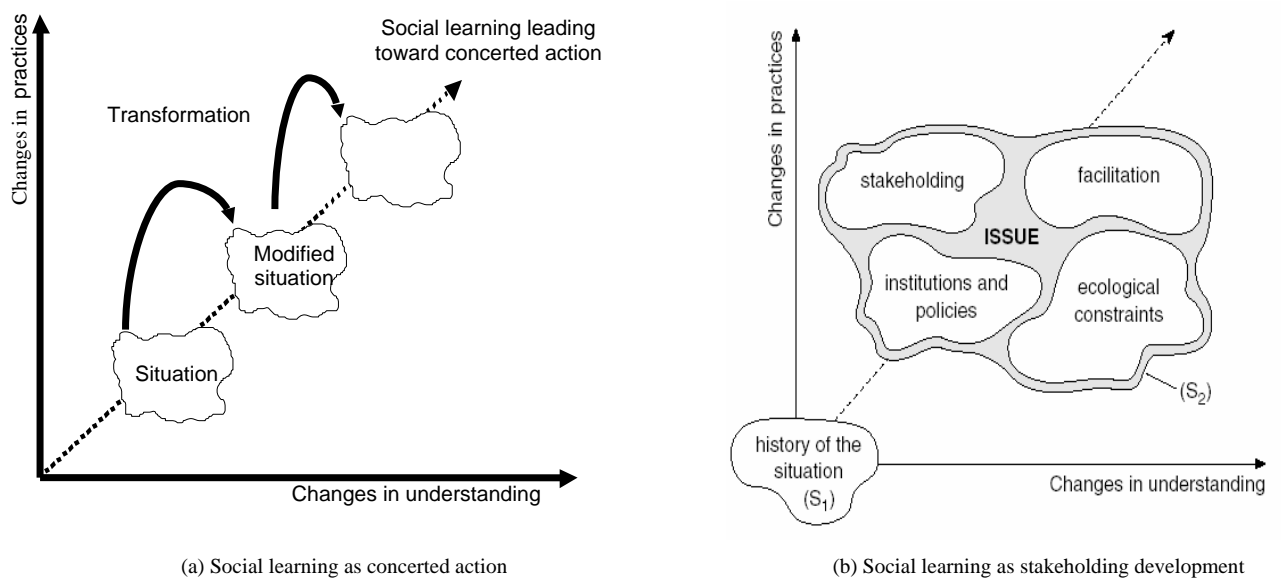 Social learning leading
toward concerted action
Transformation
Changes in practices
Modified
situation
Situation
Changes in understanding
(a) Social learning as concerted action
Changes in practices
stakeholding
facilitation
ISSUE
institutions and
policies
ecological
constraints
(S2)
history of the
situation
(S1)
Changes in understanding
(b) Social learning as stakeholding development